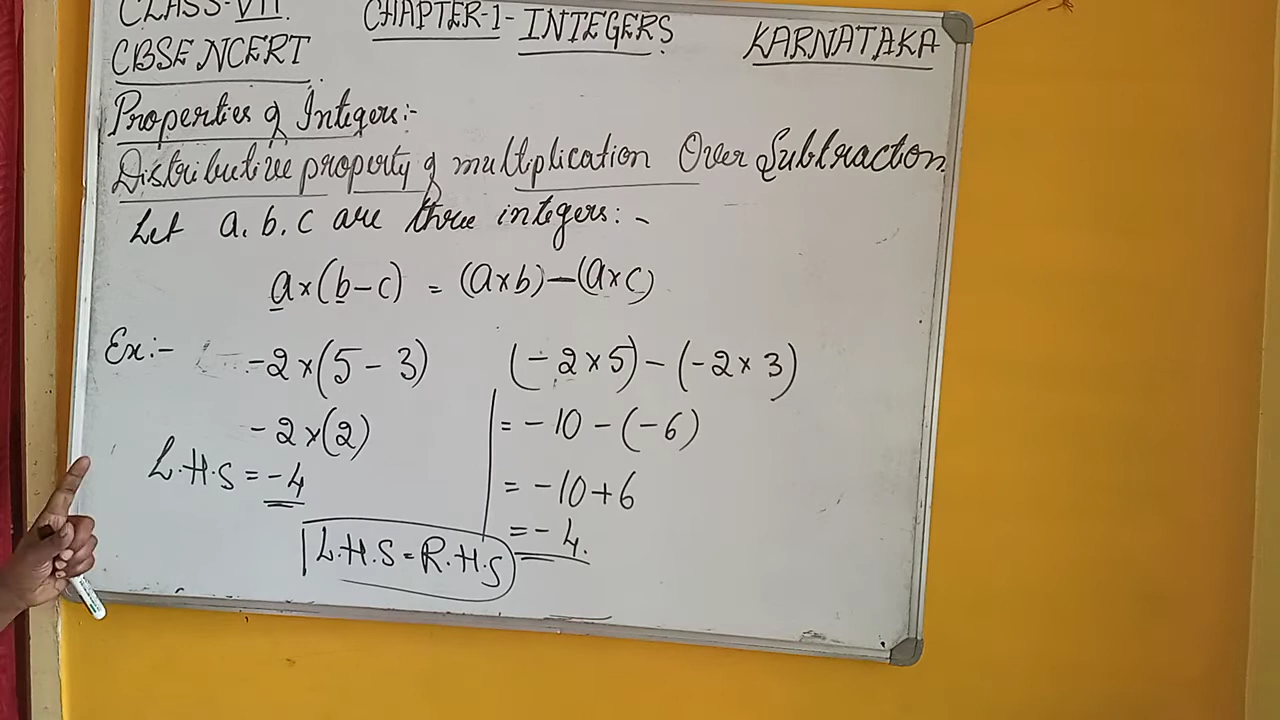 CLASS-VII.
CHAPTER-1- INTEGERS
KARNATAKA
CBSE NCERT
Properties of Integers:-
Distributive property of multiplication Over Subtraction.
Let a, b, c are three integers:-
a×(b-c) = (a×b)-(a×c)
Ex:- -2×(5-3) (-2×5)-(-2×3)
-2×(2) = -10-(-6)
L.H.S = -4 = -10+6
= -4.
L.H.S = R.H.S